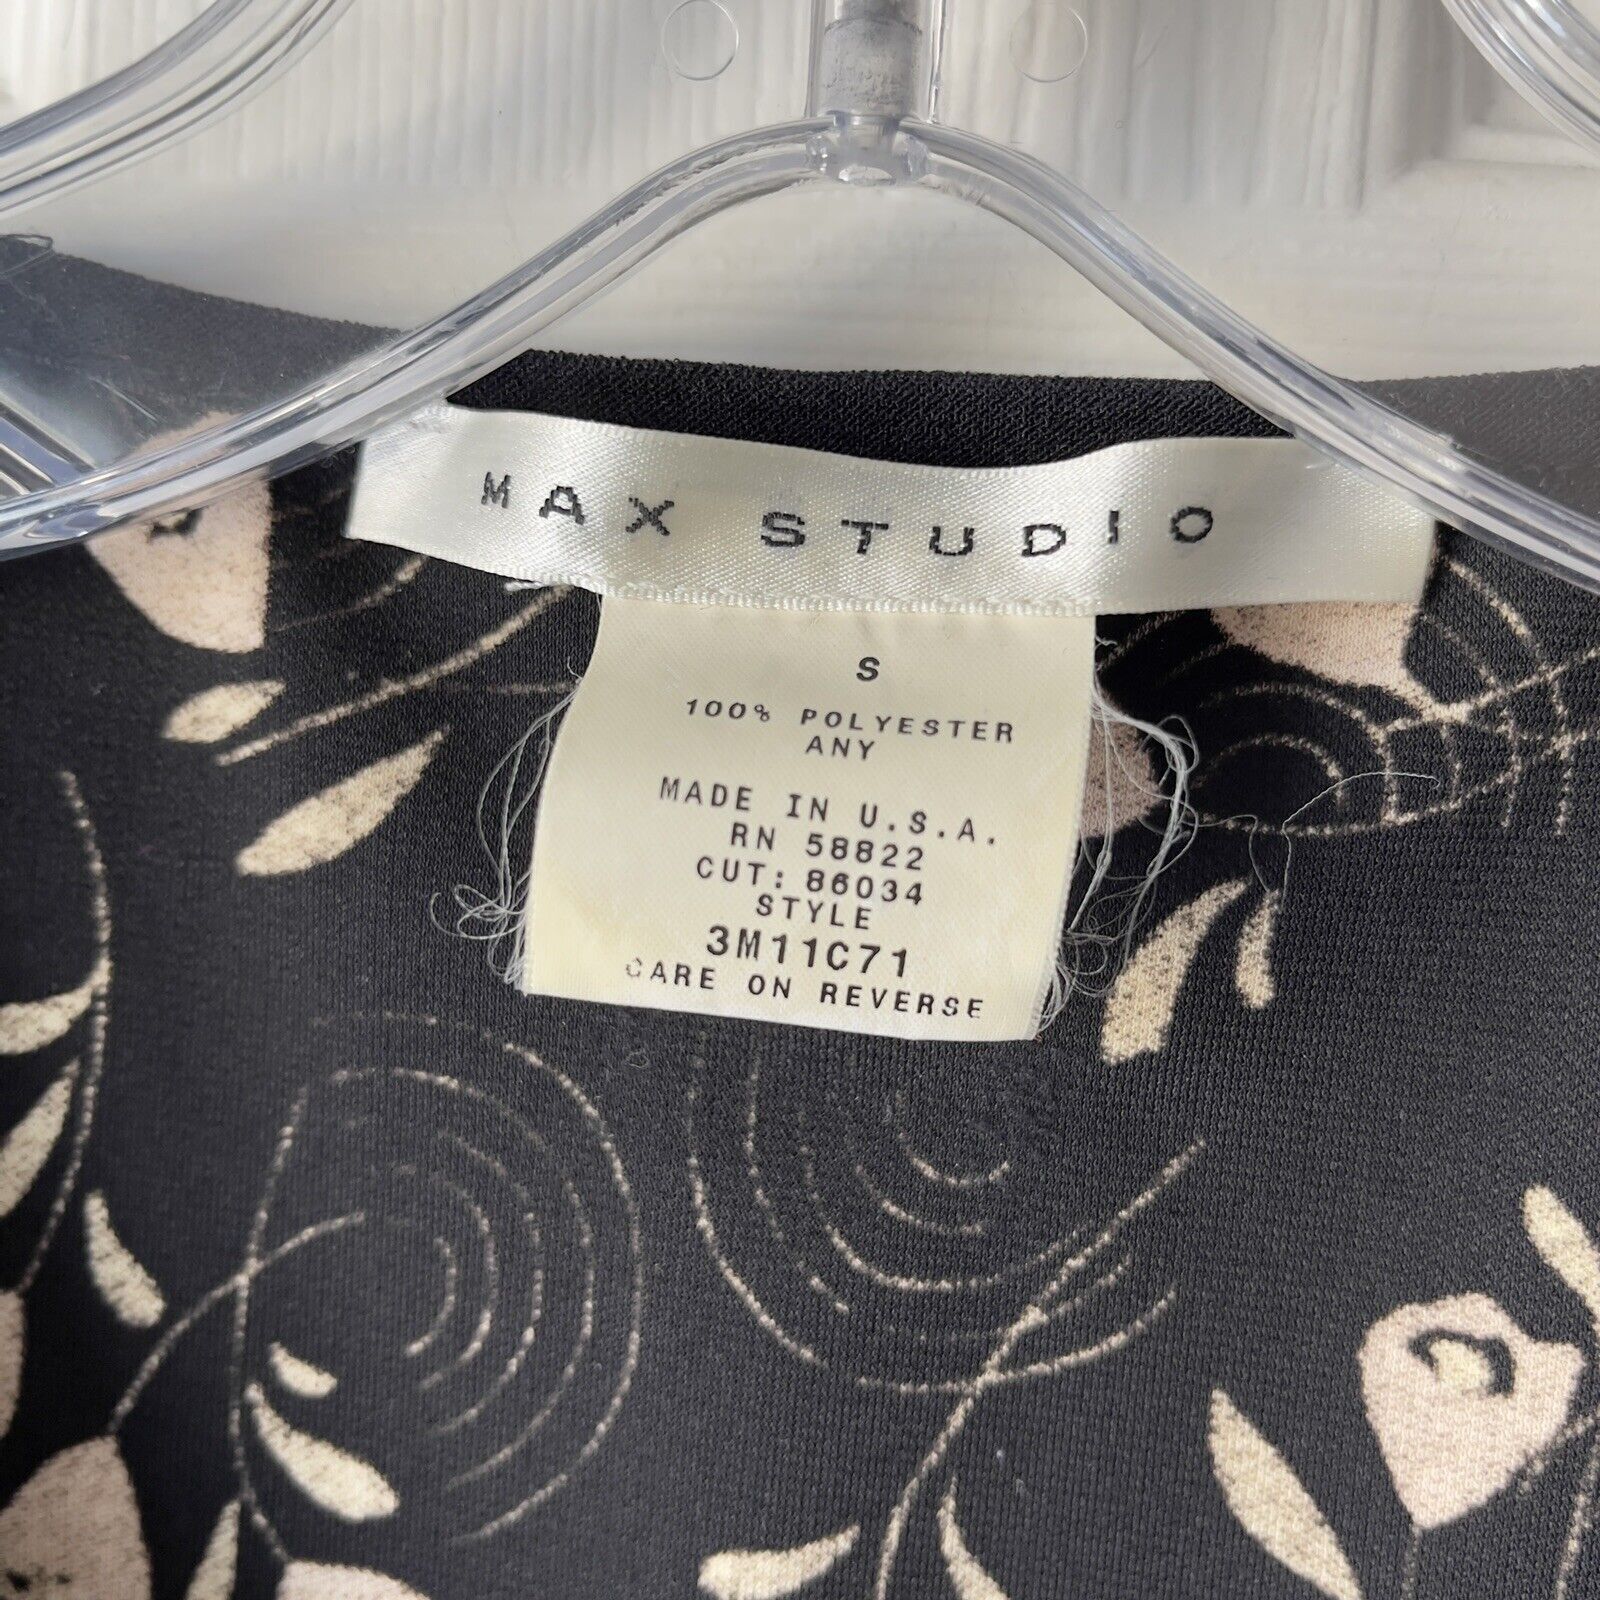 MAX STUDIO
S
100% POLYESTER
ANY
MADE IN U.S.A.
RN 58822
CUT: 86034
STYLE
3M11C71
CARE ON REVERSE